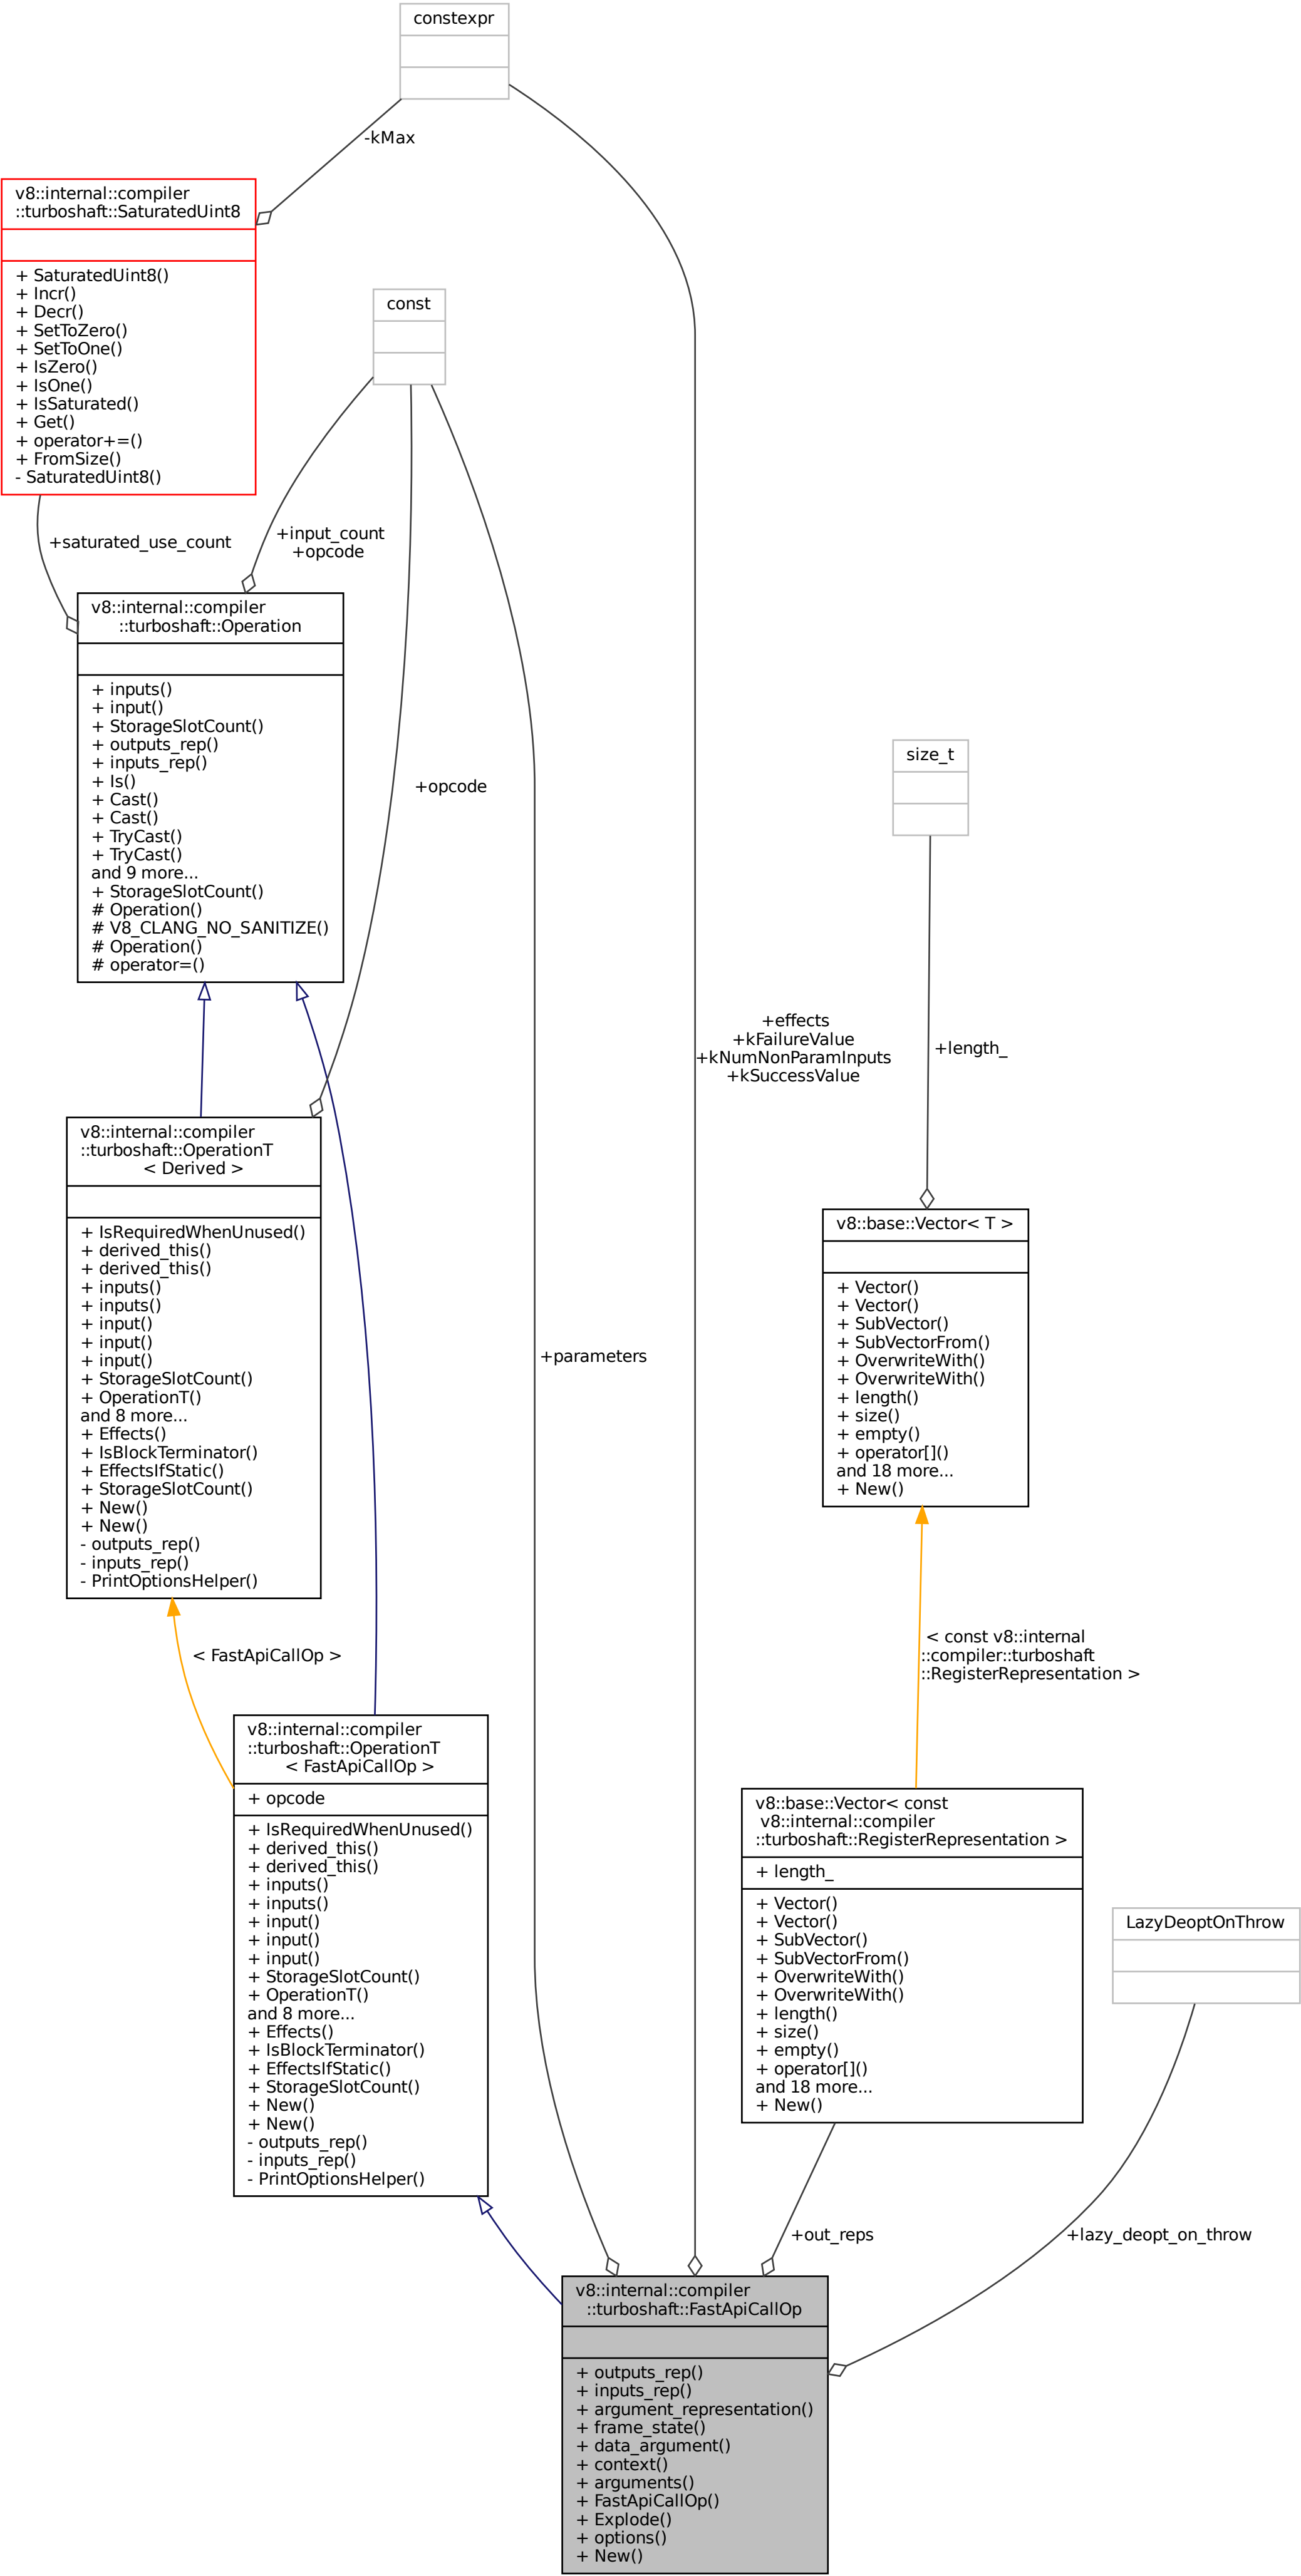 constexpr
-kMax
v8::internal::compiler
::turboshaft::SaturatedUint8
+ SaturatedUint8()
+ Incr()
+ Decr()
+ SetToZero()
+ SetToOne()
+ IsZero()
+ IsOne()
+ IsSaturated()
+ Get()
+ operator+=()
+ FromSize()
- SaturatedUint8()
const
+saturated_use_count
+input_count
+opcode
v8::internal::compiler
::turboshaft::Operation
+ inputs()
+ input()
+ StorageSlotCount()
+ outputs_rep()
+ inputs_rep()
+ Is()
+ Cast()
+ Cast()
+ TryCast()
+ TryCast()
and 9 more...
+ StorageSlotCount()
# Operation()
# V8_CLANG_NO_SANITIZE()
# Operation()
# operator=()
+opcode
size_t
+effects
+kFailureValue
+kNumNonParamInputs
+kSuccessValue
+length_
v8::internal::compiler
::turboshaft::OperationT
< Derived >
+ IsRequiredWhenUnused()
+ derived_this()
+ derived_this()
+ inputs()
+ inputs()
+ input()
+ input()
+ input()
+ StorageSlotCount()
+ OperationT()
and 8 more...
+ Effects()
+ IsBlockTerminator()
+ EffectsIfStatic()
+ StorageSlotCount()
+ New()
+ New()
- outputs_rep()
- inputs_rep()
- PrintOptionsHelper()
+parameters
v8::base::Vector< T >
+ Vector()
+ Vector()
+ SubVector()
+ SubVectorFrom()
+ OverwriteWith()
+ OverwriteWith()
+ length()
+ size()
+ empty()
+ operator[]()
and 18 more...
+ New()
< FastApiCallOp >
< const v8::internal
::compiler::turboshaft
::RegisterRepresentation >
v8::internal::compiler
::turboshaft::OperationT
< FastApiCallOp >
+ opcode
+ IsRequiredWhenUnused()
+ derived_this()
+ derived_this()
+ inputs()
+ inputs()
+ input()
+ input()
+ input()
+ StorageSlotCount()
+ OperationT()
and 8 more...
+ Effects()
+ IsBlockTerminator()
+ EffectsIfStatic()
+ StorageSlotCount()
+ New()
+ New()
- outputs_rep()
- inputs_rep()
- PrintOptionsHelper()
v8::base::Vector< const
v8::internal::compiler
::turboshaft::RegisterRepresentation >
+ length_
+ Vector()
+ Vector()
+ SubVector()
+ SubVectorFrom()
+ OverwriteWith()
+ OverwriteWith()
+ length()
+ size()
+ empty()
+ operator[]()
and 18 more...
+ New()
LazyDeoptOnThrow
+out_reps
+lazy_deopt_on_throw
v8::internal::compiler
::turboshaft::FastApiCallOp
+ outputs_rep()
+ inputs_rep()
+ argument_representation()
+ frame_state()
+ data_argument()
+ context()
+ arguments()
+ FastApiCallOp()
+ Explode()
+ options()
+ New()